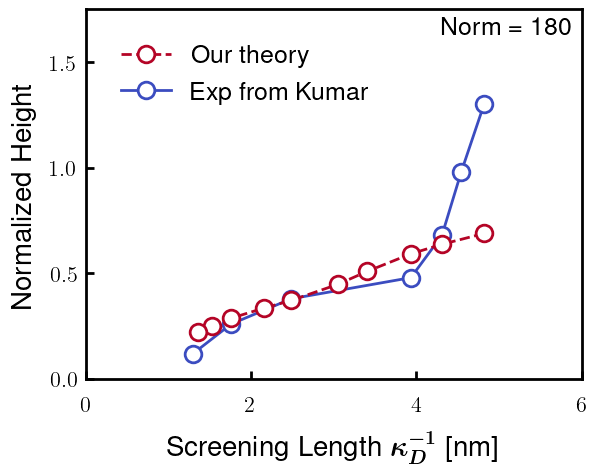 Norm = 180
Our theory
Exp from Kumar
Normalized Height
1.5
1.0
0.5
0.0
0 2 4 6
Screening Length κ_D^{-1} [nm]